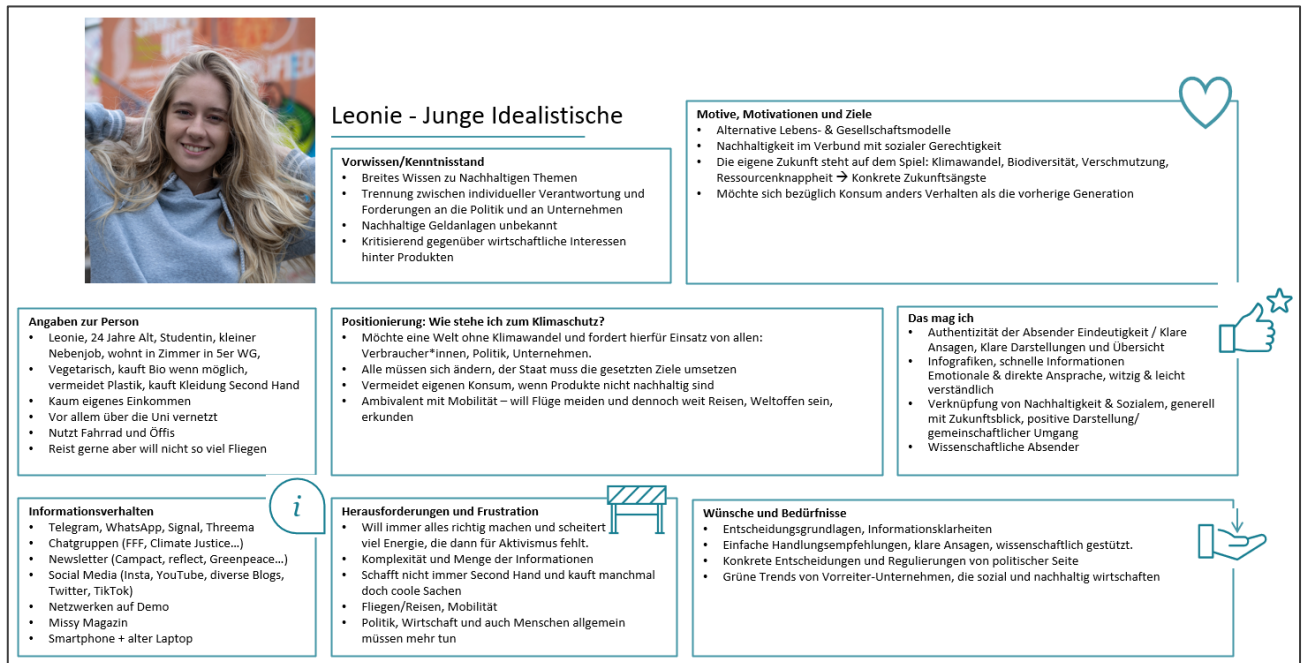 Leonie - Junge Idealistische
Vorwissen/Kenntnisstand
• Breites Wissen zu Nachhaltigen Themen
• Trennung zwischen individueller Verantwortung und
Forderungen an die Politik und an Unternehmen
• Nachhaltige Geldanlagen unbekannt
• Kritisierend gegenüber wirtschaftliche Interessen
hinter Produkten
Motive, Motivationen und Ziele
• Alternative Lebens- & Gesellschaftsmodelle
• Nachhaltigkeit im Verbund mit sozialer Gerechtigkeit
• Die eigene Zukunft steht auf dem Spiel: Klimawandel, Biodiversität, Verschmutzung,
Ressourcenknappheit → Konkrete Zukunftsängste
• Möchte sich bezüglich Konsum anders Verhalten als die vorherige Generation
Angaben zur Person
• Leonie, 24 Jahre Alt, Studentin, kleiner
Nebenjob, wohnt in Zimmer in 5er WG,
• Vegetarisch, kauft Bio wenn möglich,
vermeidet Plastik, kauft Kleidung Second Hand
• Kaum eigenes Einkommen
• Vor allem über die Uni vernetzt
• Nutzt Fahrrad und Öffis
• Reist gerne aber will nicht so viel Fliegen
Positionierung: Wie stehe ich zum Klimaschutz?
• Möchte eine Welt ohne Klimawandel und fordert hierfür Einsatz von allen:
Verbraucher*innen, Politik, Unternehmen.
• Alle müssen sich ändern, der Staat muss die gesetzten Ziele umsetzen
• Vermeidet eigenen Konsum, wenn Produkte nicht nachhaltig sind
• Ambivalent mit Mobilität – will Flüge meiden und dennoch weit Reisen, Weltoffen sein,
erkunden
Das mag ich
• Authentizität der Absender Eindeutigkeit / Klare
Ansagen, Klare Darstellungen und Übersicht
• Infografiken, schnelle Informationen
Emotionale & direkte Ansprache, witzig & leicht
verständlich
• Verknüpfung von Nachhaltigkeit & Sozialem, generell
mit Zukunftsblick, positive Darstellung/
gemeinschaftlicher Umgang
• Wissenschaftliche Absender
Informationsverhalten
• Telegram, WhatsApp, Signal, Threema
• Chatgruppen (FFF, Climate Justice…)
• Newsletter (Campact, reflect, Greenpeace…)
• Social Media (Insta, YouTube, diverse Blogs,
Twitter, TikTok)
• Netzwerken auf Demo
• Missy Magazin
• Smartphone + alter Laptop
i
Herausforderungen und Frustration
• Will immer alles richtig machen und scheitert
viel Energie, die dann für Aktivismus fehlt.
• Komplexität und Menge der Informationen
• Schafft nicht immer Second Hand und kauft manchmal
doch coole Sachen
• Fliegen/Reisen, Mobilität
• Politik, Wirtschaft und auch Menschen allgemein
müssen mehr tun
Wünsche und Bedürfnisse
• Entscheidungsgrundlagen, Informationsklarheiten
• Einfache Handlungsempfehlungen, klare Ansagen, wissenschaftlich gestützt.
• Konkrete Entscheidungen und Regulierungen von politischer Seite
• Grüne Trends von Vorreiter-Unternehmen, die sozial und nachhaltig wirtschaften